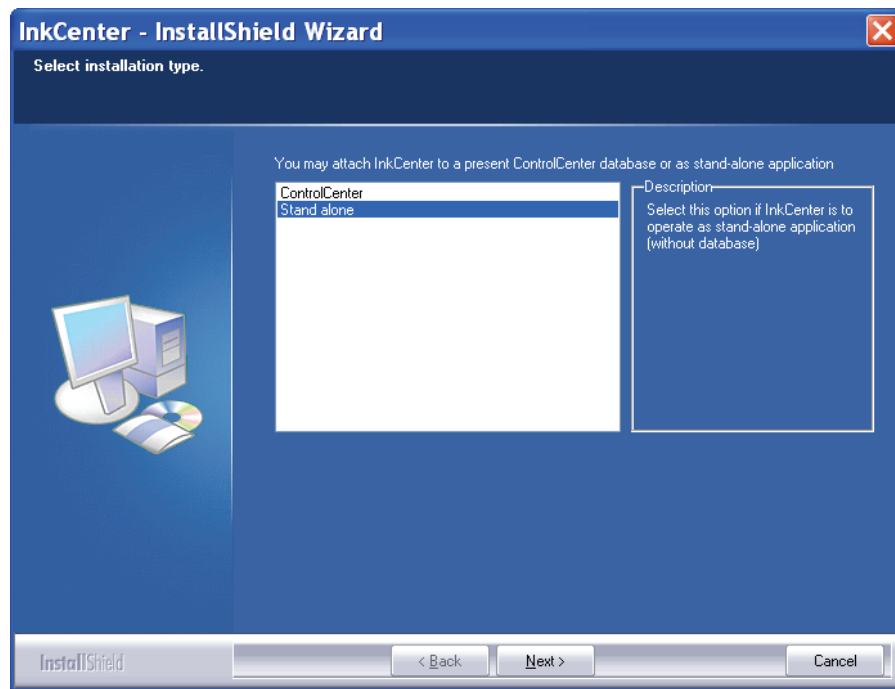 InkCenter - InstallShield Wizard
Select installation type.
You may attach InkCenter to a present ControlCenter database or as stand-alone application
ControlCenter
Stand alone
Description
Select this option if InkCenter is to
operate as stand-alone application
(without database)
InstallShield
< Back
Next >
Cancel